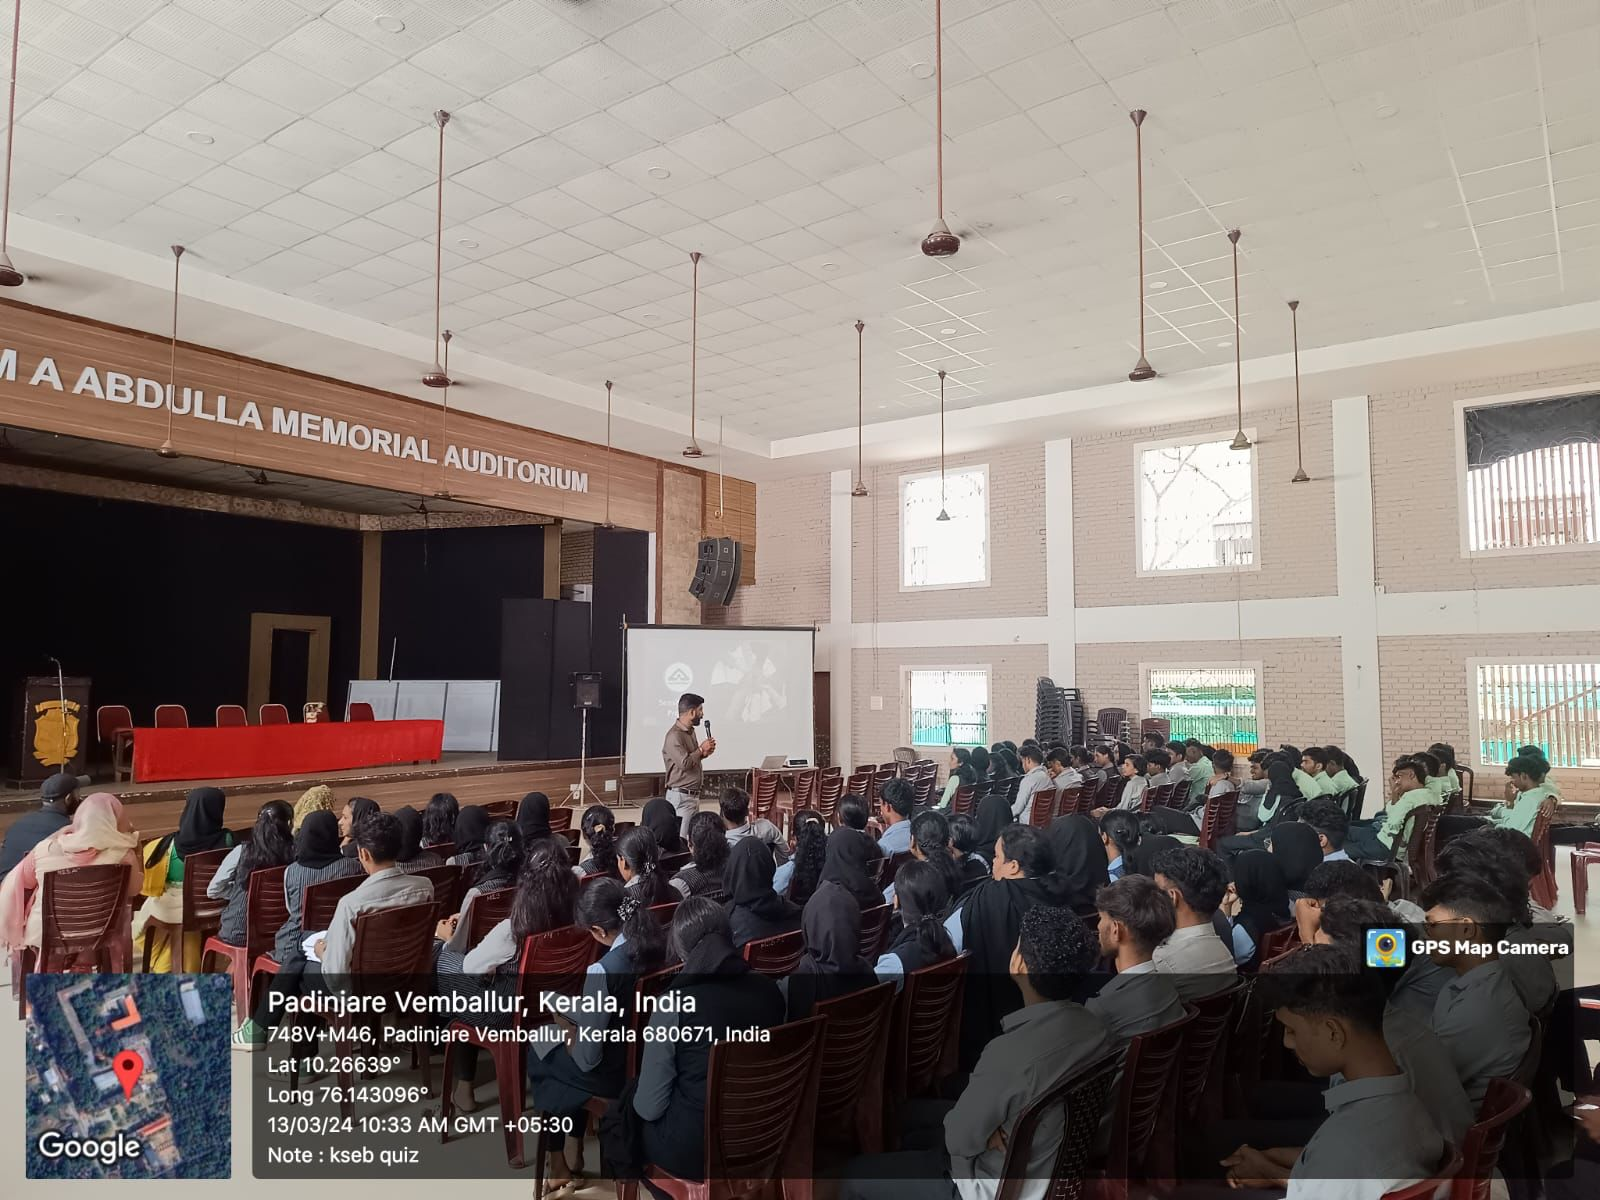 M A ABDULLA MEMORIAL AUDITORIUM
GPS Map Camera
Padinjare Vemballur, Kerala, India
748V+M46, Padinjare Vemballur, Kerala 680671, India
Lat 10.26639°
Long 76.143096°
13/03/24 10:33 AM GMT +05:30
Note : kseb quiz
Google